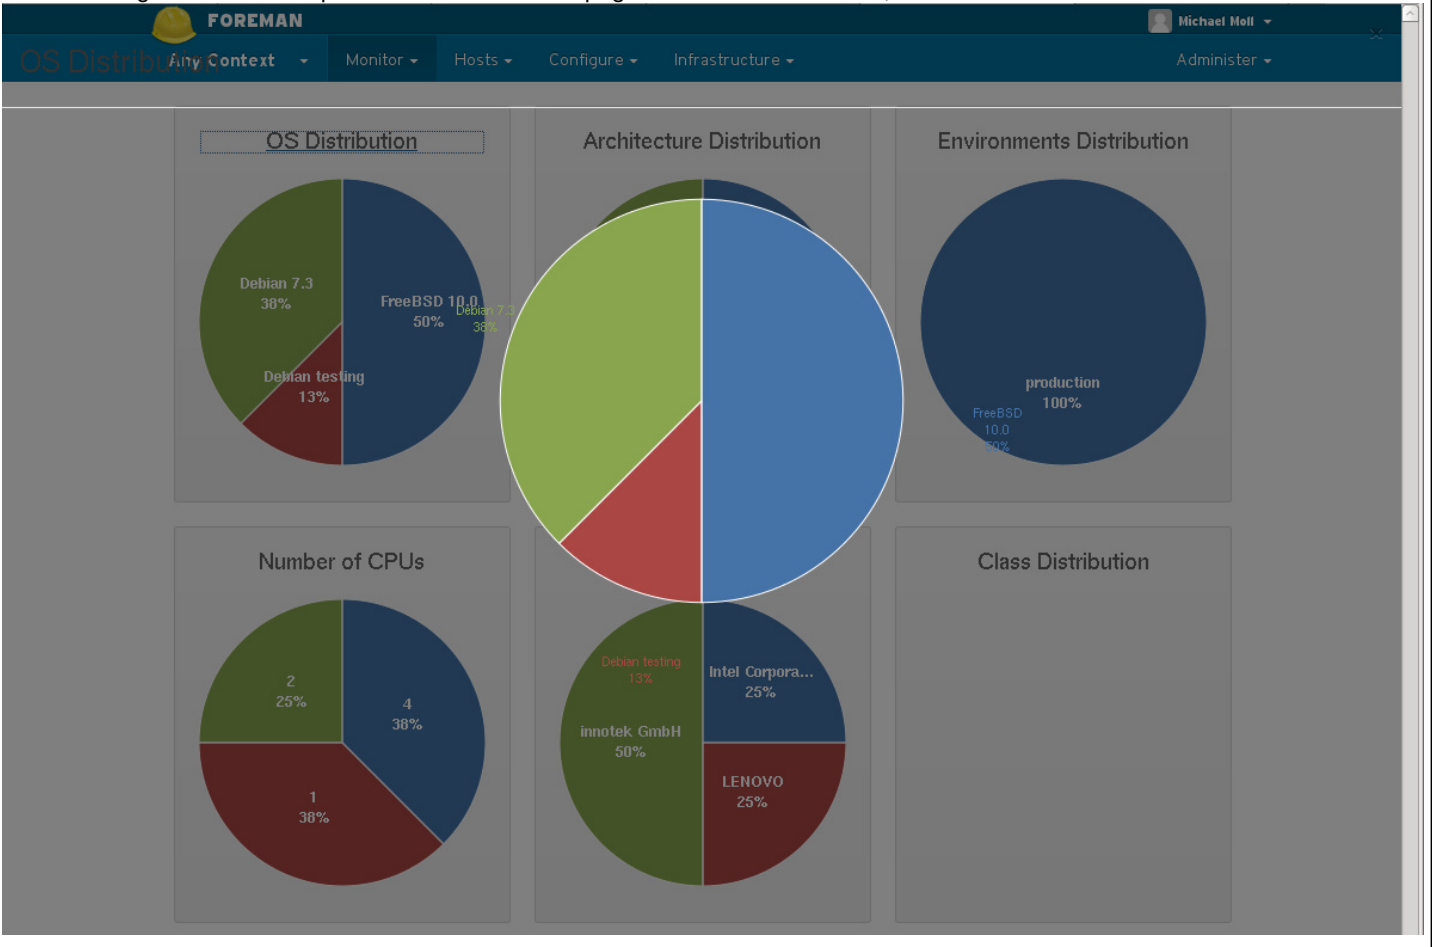 FOREMAN
Michael Moll
OS Distribution
Any Context
Monitor
Hosts
Configure
Infrastructure
Administer
OS Distribution
Architecture Distribution
Environments Distribution
Debian 7.3
38%
FreeBSD 10.0
50%
Debian testing
13%
Debian 7.3
38%
production
100%
FreeBSD
10.0
50%
Number of CPUs
Class Distribution
2
25%
4
38%
1
38%
Debian testing
13%
Intel Corpora...
25%
innotek GmbH
50%
LENOVO
25%